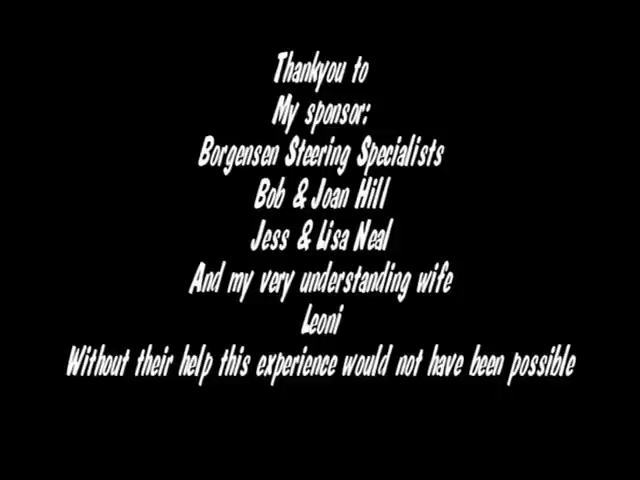 Thankyou to
My sponsor:
Borgensen Steering Specialists
Bob & Joan Hill
Jess & Lisa Neal
And my very understanding wife
Leoni
Without their help this experience would not have been possible